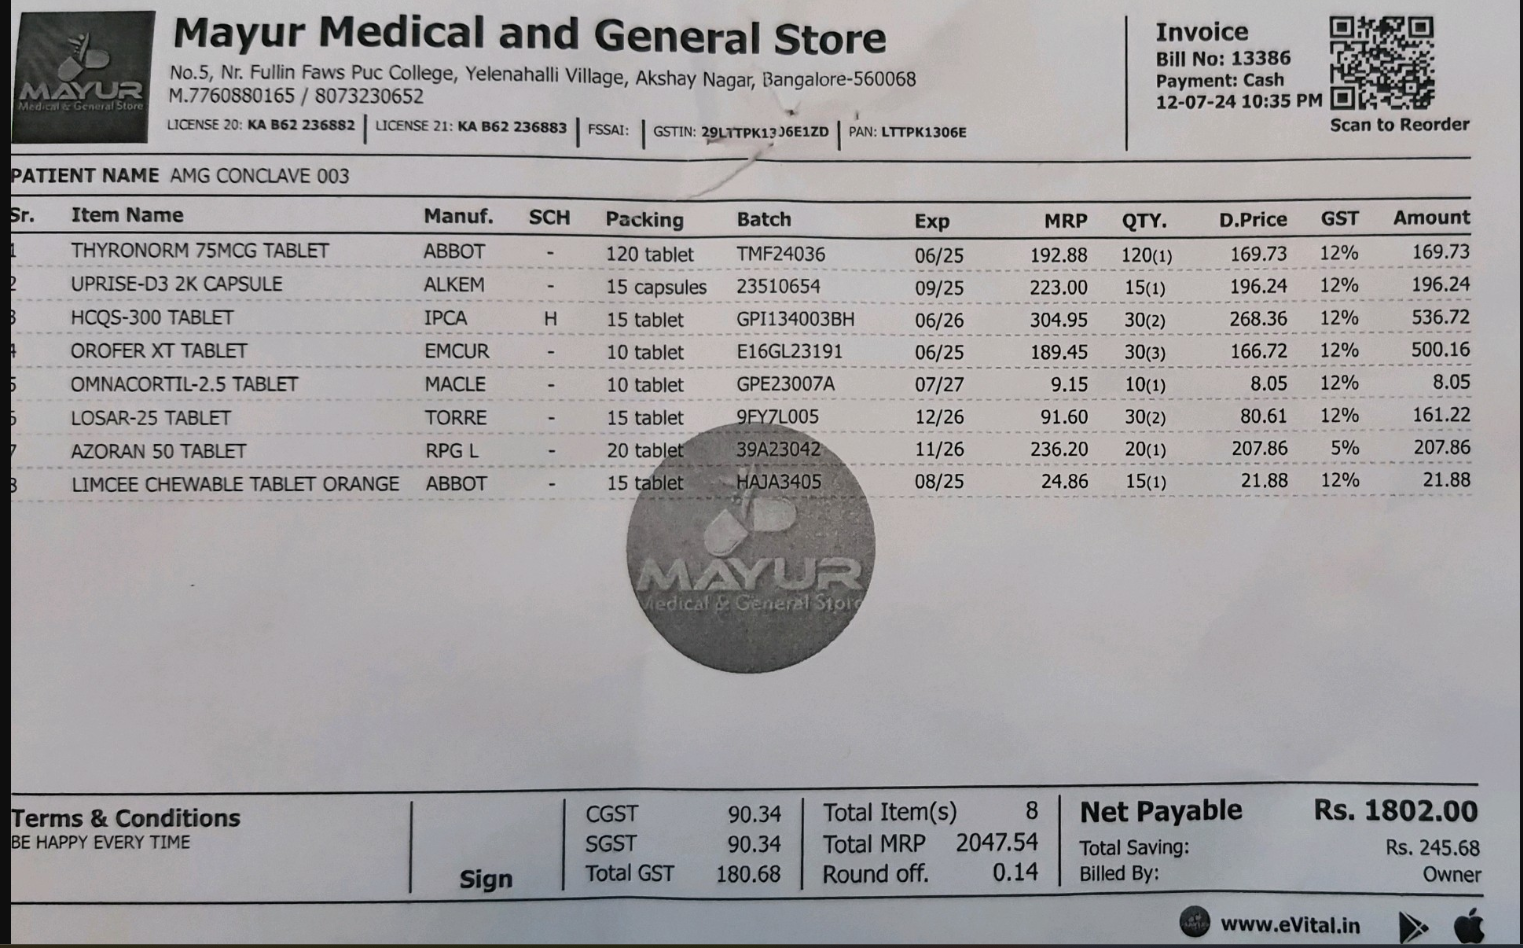 MAYUR
Medical & General Store
Mayur Medical and General Store
No.5, Nr. Fullin Faws Puc College, Yelenahalli Village, Akshay Nagar, Bangalore-560068
M.7760880165 / 8073230652
LICENSE 20: KA B62 236882 | LICENSE 21: KA B62 236883 | FSSAI: | GSTIN: 29LTTPK1306E1ZD | PAN: LTTPK1306E
Invoice
Bill No: 13386
Payment: Cash
12-07-24 10:35 PM
Scan to Reorder
PATIENT NAME AMG CONCLAVE 003
Sr. Item Name Manuf. SCH Packing Batch Exp MRP QTY. D.Price GST Amount
1 THYRONORM 75MCG TABLET ABBOT - 120 tablet TMF24036 06/25 192.88 120(1) 169.73 12% 169.73
2 UPRISE-D3 2K CAPSULE ALKEM - 15 capsules 23510654 09/25 223.00 15(1) 196.24 12% 196.24
3 HCQS-300 TABLET IPCA H 15 tablet GPI134003BH 06/26 304.95 30(2) 268.36 12% 536.72
4 OROFER XT TABLET EMCUR - 10 tablet E16GL23191 06/25 189.45 30(3) 166.72 12% 500.16
5 OMNACORTIL-2.5 TABLET MACLE - 10 tablet GPE23007A 07/27 9.15 10(1) 8.05 12% 8.05
6 LOSAR-25 TABLET TORRE - 15 tablet 9FY7L005 12/26 91.60 30(2) 80.61 12% 161.22
7 AZORAN 50 TABLET RPG L - 20 tablet 39A23042 11/26 236.20 20(1) 207.86 5% 207.86
8 LIMCEE CHEWABLE TABLET ORANGE ABBOT - 15 tablet HAJA3405 08/25 24.86 15(1) 21.88 12% 21.88
MAYUR
Medical & General Store
Terms & Conditions
BE HAPPY EVERY TIME
Sign
CGST 90.34
SGST 90.34
Total GST 180.68
Total Item(s) 8
Total MRP 2047.54
Round off. 0.14
Net Payable Rs. 1802.00
Total Saving: Rs. 245.68
Billed By: Owner
www.eVital.in